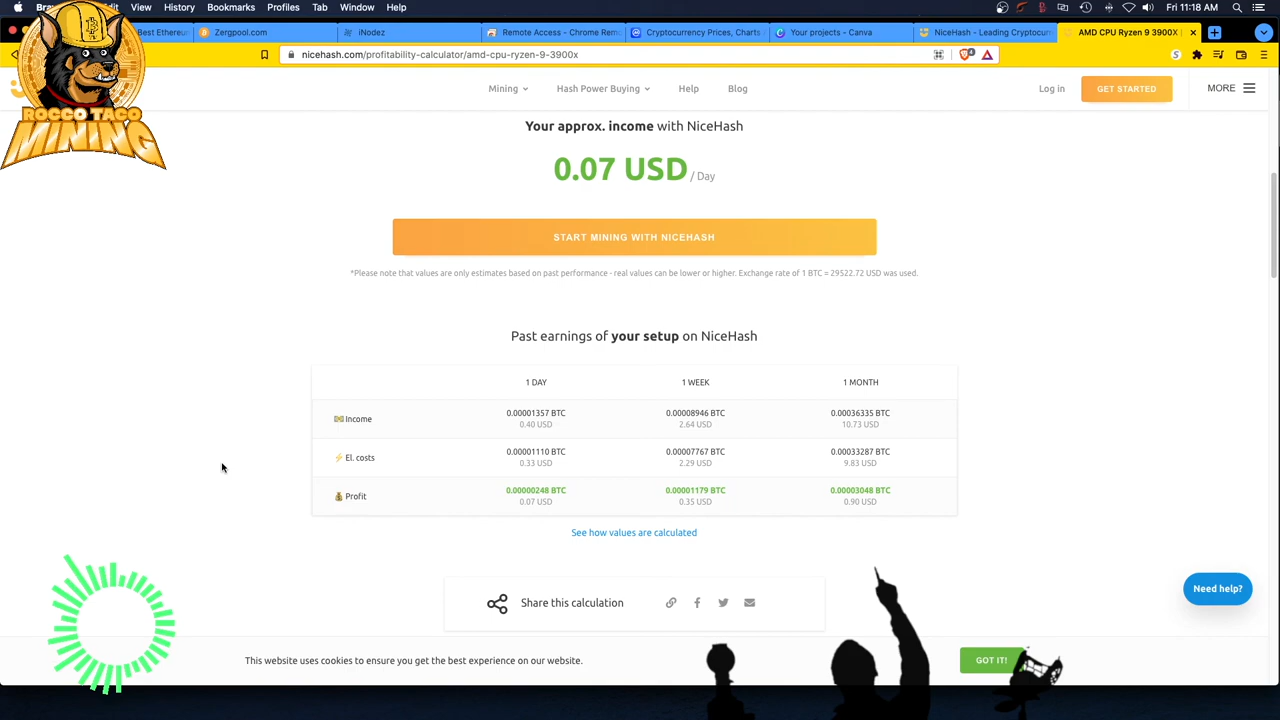 Bra
it
View
History
Bookmarks
Profiles
Tab
Window
Help
Fri 11:18 AM
Best Ethereu
Zergpool.com
iNodez
Remote Access - Chrome Rem
Cryptocurrency Prices, Charts
Your projects - Canva
NiceHash - Leading Cryptocurr
AMD CPU Ryzen 9 3900X
nicehash.com/profitability-calculator/amd-cpu-ryzen-9-3900x
ROCCO TACO
MINING
Mining
Hash Power Buying
Help
Blog
Log in
GET STARTED
MORE
Your approx. income with NiceHash
0.07 USD / Day
START MINING WITH NICEHASH
*Please note that values are only estimates based on past performance - real values can be lower or higher. Exchange rate of 1 BTC = 29522.72 USD was used.
Past earnings of your setup on NiceHash
1 DAY
1 WEEK
1 MONTH
Income
0.00001357 BTC
0.40 USD
0.00008946 BTC
2.64 USD
0.00036335 BTC
10.73 USD
El. costs
0.00001110 BTC
0.33 USD
0.00007767 BTC
2.29 USD
0.00033287 BTC
9.83 USD
Profit
0.00000248 BTC
0.07 USD
0.00001179 BTC
0.35 USD
0.00003048 BTC
0.90 USD
See how values are calculated
Share this calculation
Need help?
This website uses cookies to ensure you get the best experience on our website.
GOT IT!